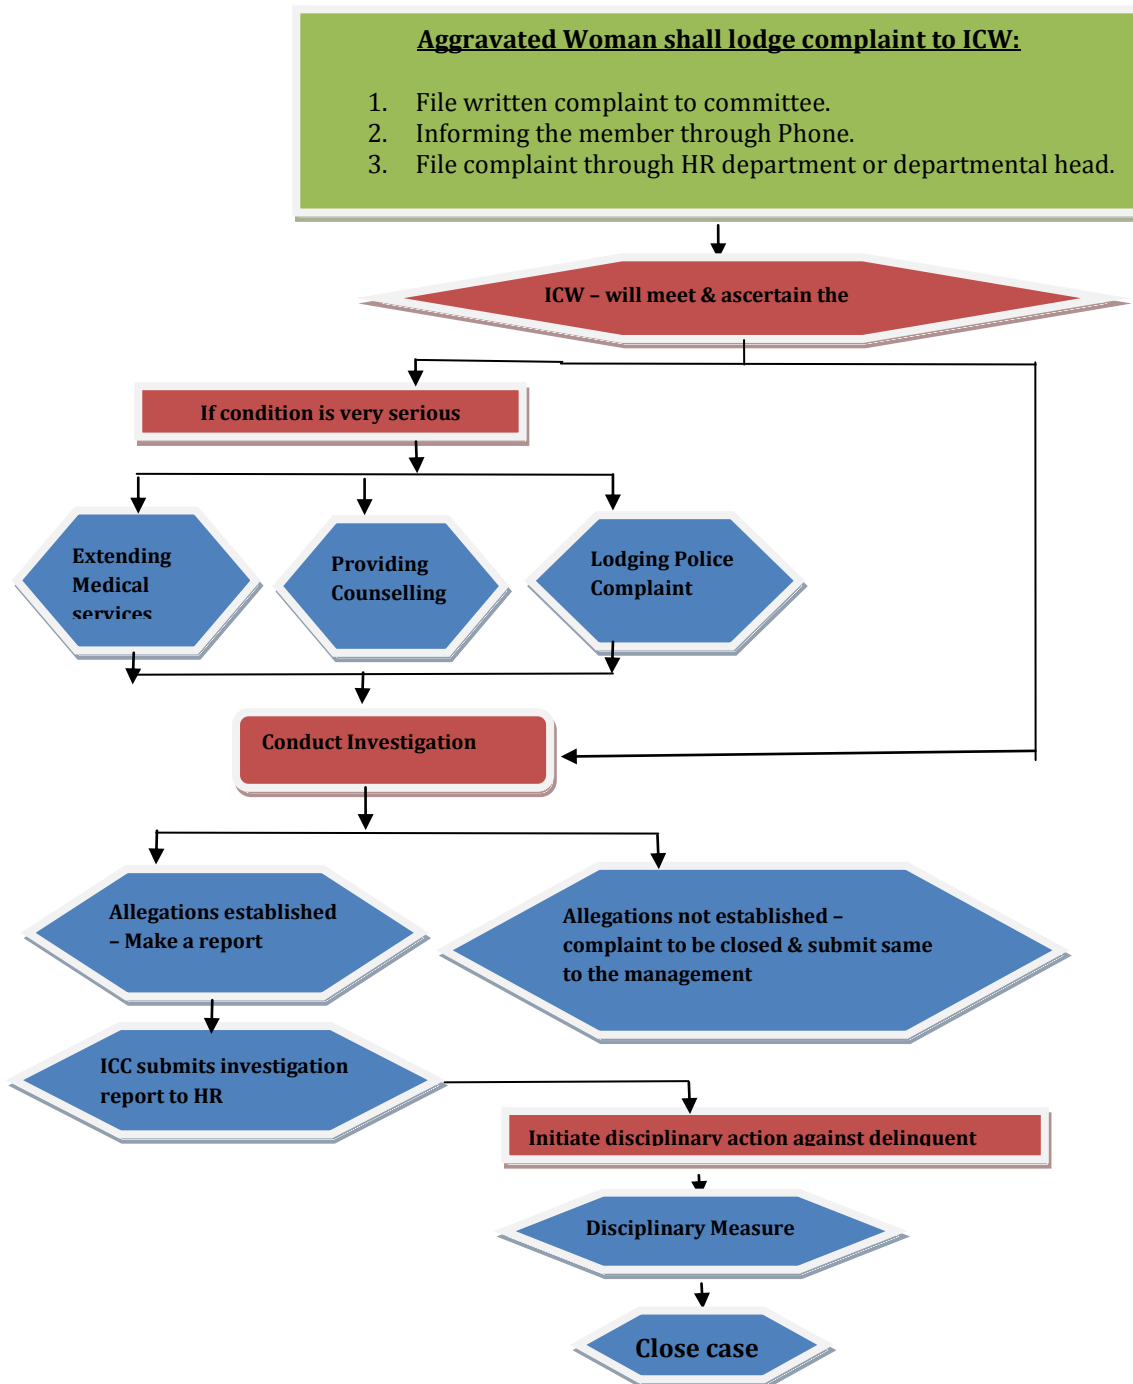 Aggravated Woman shall lodge complaint to ICW:
1. File written complaint to committee.
2. Informing the member through Phone.
3. File complaint through HR department or departmental head.
ICW – will meet & ascertain the
If condition is very serious
Extending
Medical
services
Providing
Counselling
Lodging Police
Complaint
Conduct Investigation
Allegations established
– Make a report
Allegations not established –
complaint to be closed & submit same
to the management
ICC submits investigation
report to HR
Initiate disciplinary action against delinquent
Disciplinary Measure
Close case